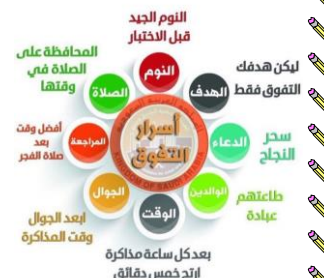 النوم الجيد
قبل الاختبار
المحافظة على
الصلاة في
وقتها
ليكن هدفك
التفوق فقط
النوم
الهدف
الصلاة
أسرار
التفوق
الدعاء
سحر
النجاح
المراجعة
أفضل وقت
بعد
صلاة الفجر
الوالدين
طاعتهم
عبادة
الجوال
ابعد الجوال
وقت المذاكرة
الوقت
بعد كل ساعة مذاكرة
ارتح خمس دقائق